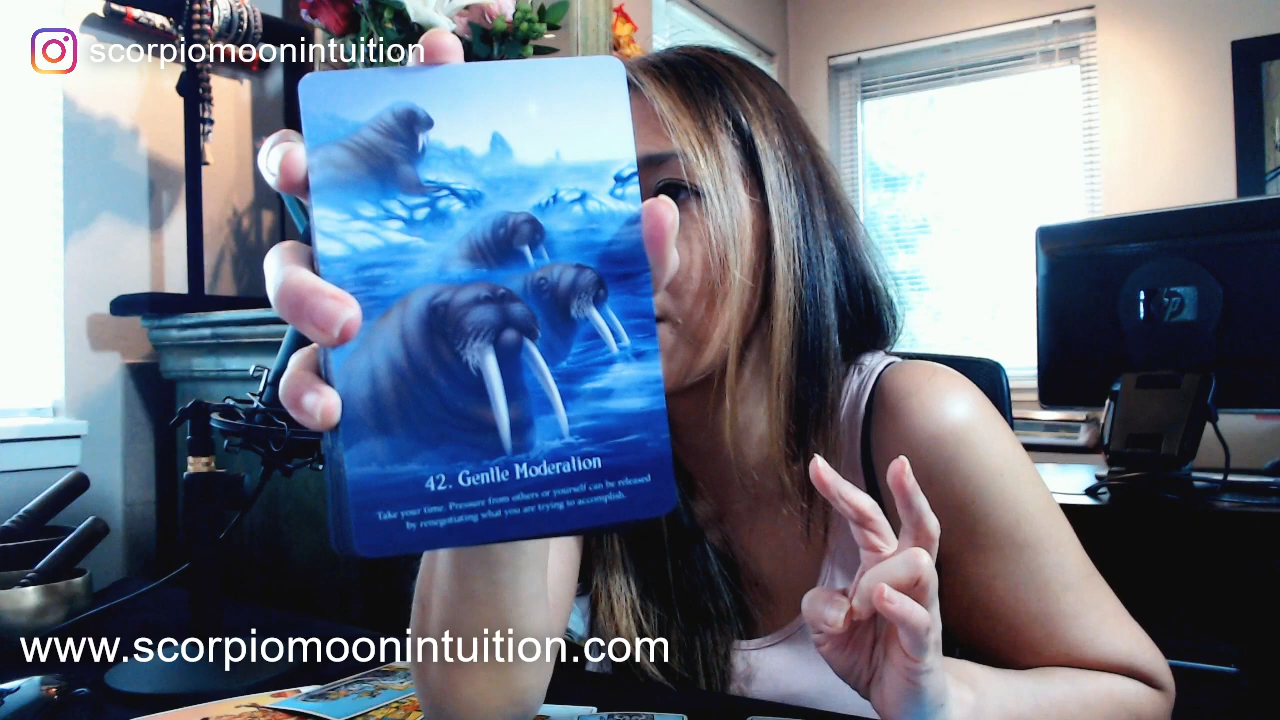 scorpiomoonintuition
42. Gentle Moderation
Take your time. Pressure from others or yourself can be released
by renegotiating what you are trying to accomplish.
hp
www.scorpiomoonintuition.com